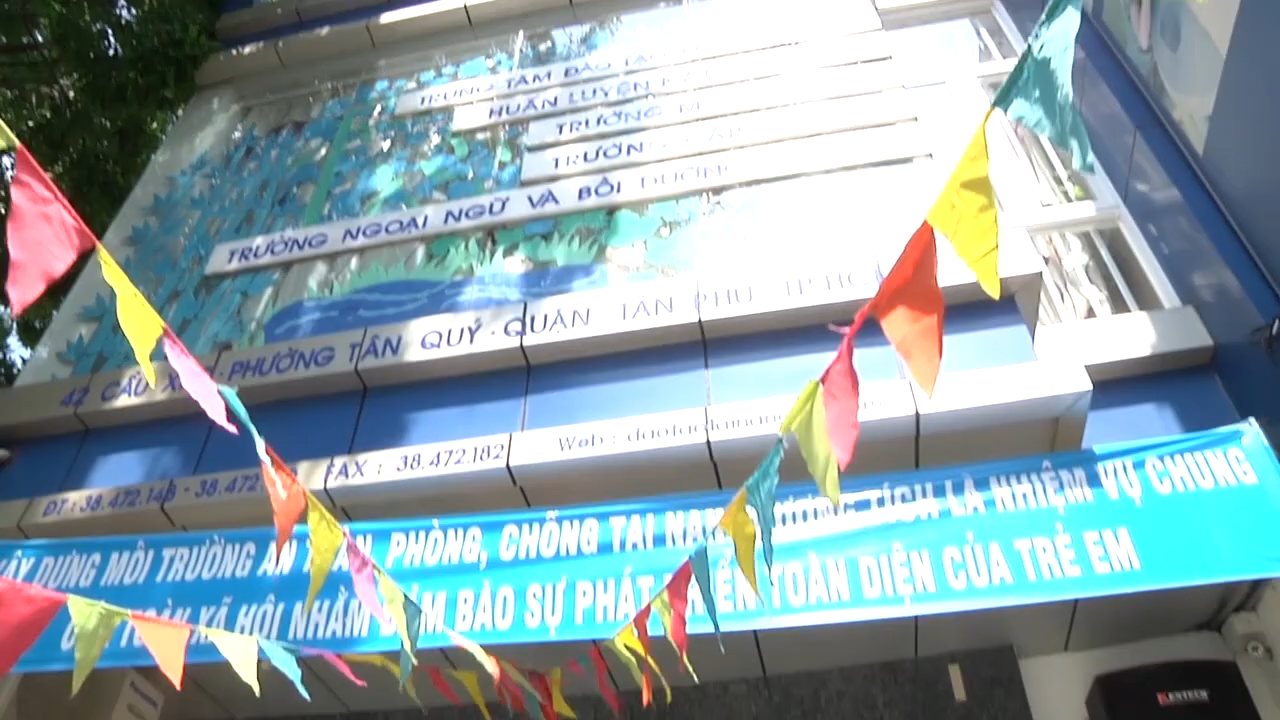 TRUNG TÂM ĐÀO TẠO
HUẤN LUYỆN
TRƯỜNG M
TRƯỜNG
TRƯỜNG NGOẠI NGỮ VÀ BỒI DƯỠNG
42 CẦU XÉO · PHƯỜNG TÂN QUÝ · QUẬN TÂN PHÚ TP.HCM
ĐT : 38.472.148 - 38.472 FAX : 38.472.182 Web :
XÂY DỰNG MÔI TRƯỜNG AN TOÀN, PHÒNG, CHỐNG TAI NẠN THƯƠNG TÍCH LÀ NHIỆM VỤ CHUNG
CỦA TOÀN XÃ HỘI NHẰM ĐẢM BẢO SỰ PHÁT TRIỂN TOÀN DIỆN CỦA TRẺ EM
KENTECH